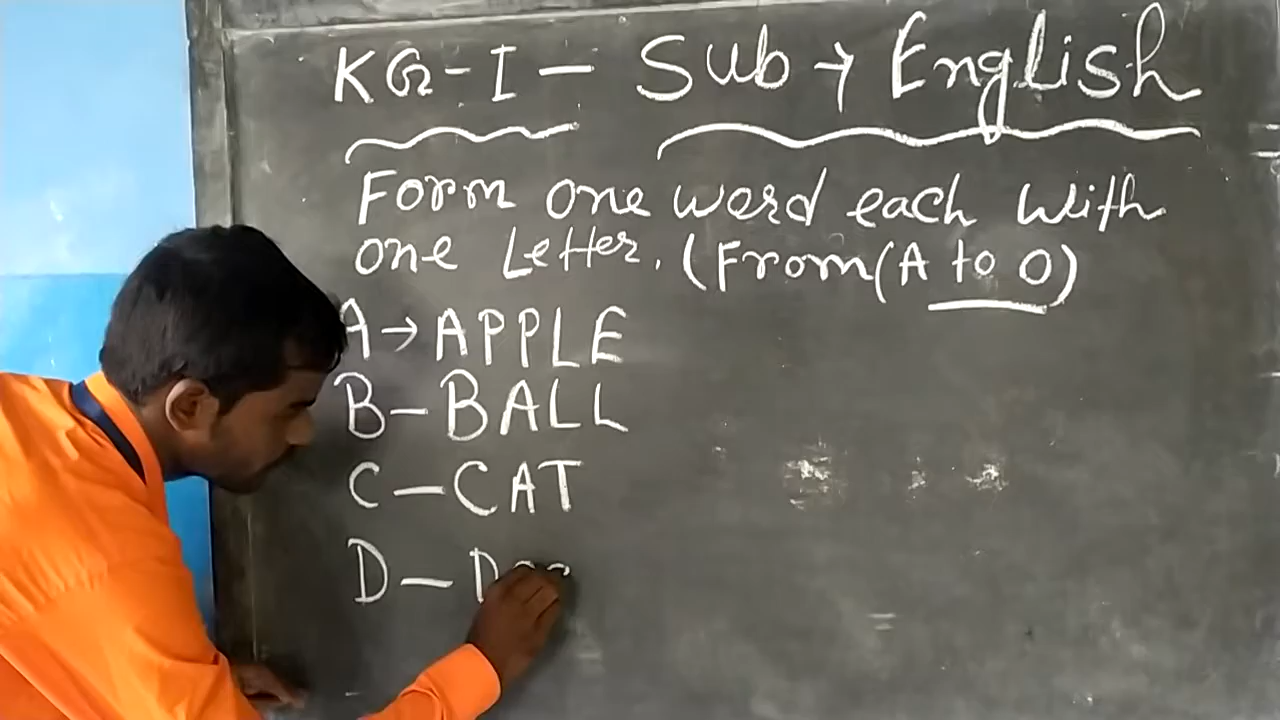 KG-I - Sub → English
Form one word each with
one Letter. (From (A to O)
A → APPLE
B - BALL
C - CAT
D -